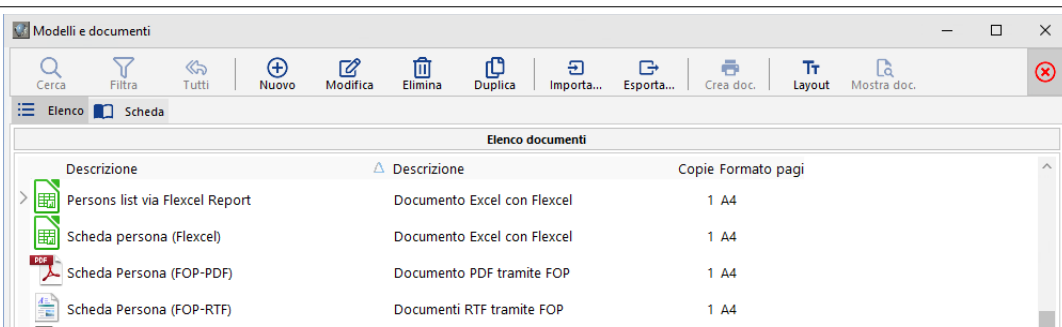 Modelli e documenti
Cerca Filtra Tutti Nuovo Modifica Elimina Duplica Importa... Esporta... Crea doc. Layout Mostra doc.
Elenco Scheda
Elenco documenti
Descrizione Descrizione Copie Formato pagi
Persons list via Flexcel Report Documento Excel con Flexcel 1 A4
Scheda persona (Flexcel) Documento Excel con Flexcel 1 A4
PDF Scheda Persona (FOP-PDF) Documento PDF tramite FOP 1 A4
Scheda Persona (FOP-RTF) Documenti RTF tramite FOP 1 A4